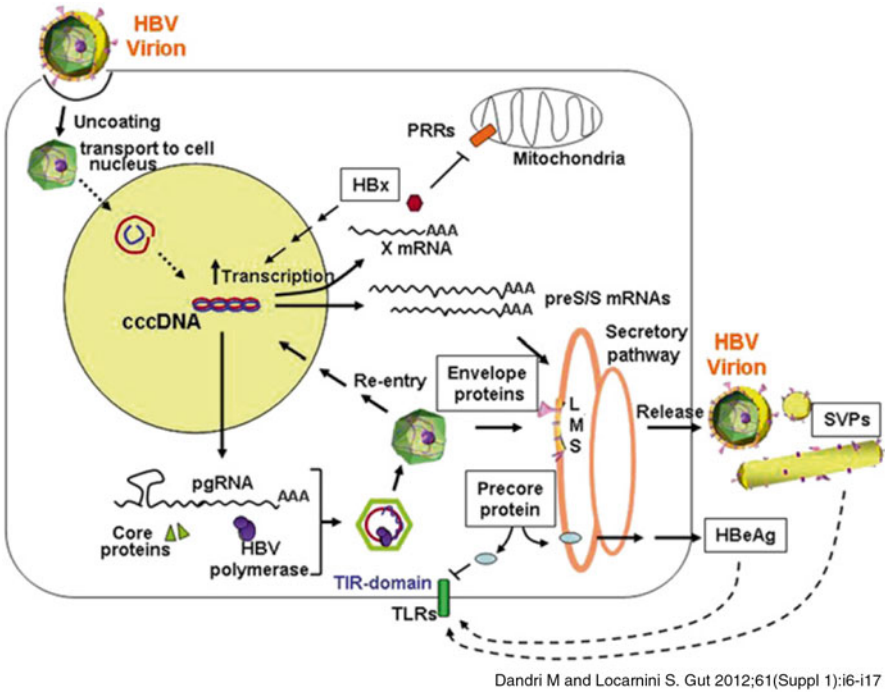 HBV
Virion
Uncoating
transport to cell
nucleus
PRRs
Mitochondria
HBx
X mRNA
AAA
Transcription
cccDNA
AAA
AAA
preS/S mRNAs
Secretory
pathway
Envelope
proteins
L
M
S
Re-entry
Release
HBV
Virion
SVPs
pgRNA
AAA
Core
proteins
HBV
polymerase
Precore
protein
HBeAg
TIR-domain
TLRs
Dandri M and Locarnini S. Gut 2012;61(Suppl 1):i6-i17